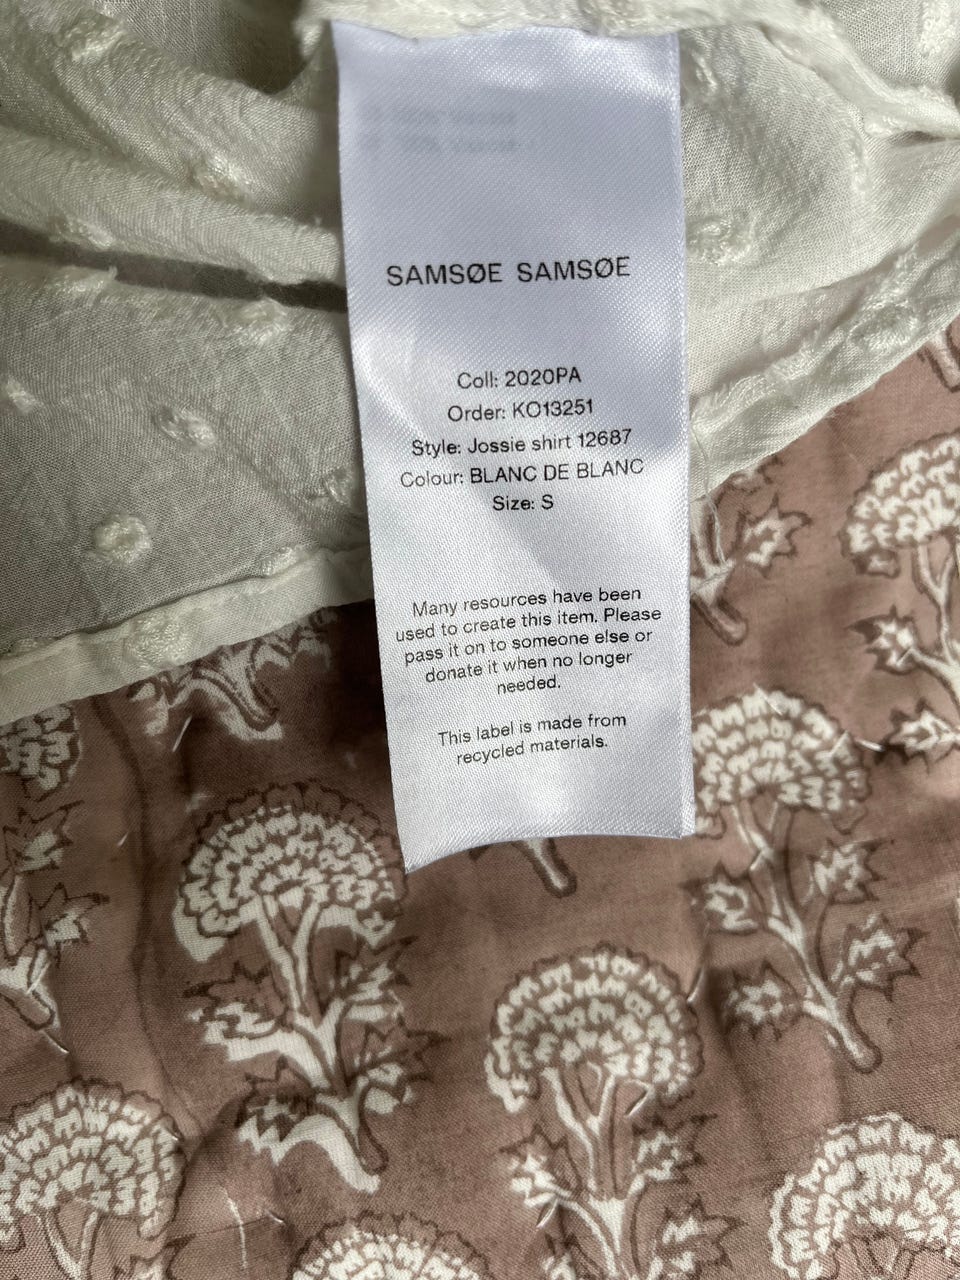 SAMSØE SAMSØE
Coll: 2020PA
Order: KO13251
Style: Jossie shirt 12687
Colour: BLANC DE BLANC
Size: S
Many resources have been
used to create this item. Please
pass it on to someone else or
donate it when no longer
needed.
This label is made from
recycled materials.